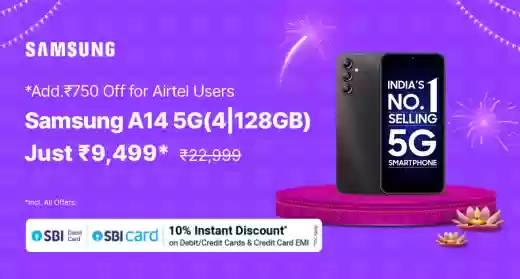 SAMSUNG
*Add.₹750 Off for Airtel Users
Samsung A14 5G(4|128GB)
Just ₹9,499* ₹22,999
*Incl. All Offers
INDIA'S
NO.1
SELLING
5G
SMARTPHONE
SBI Debit Card
SBI card
10% Instant Discount*
on Debit/Credit Cards & Credit Card EMI